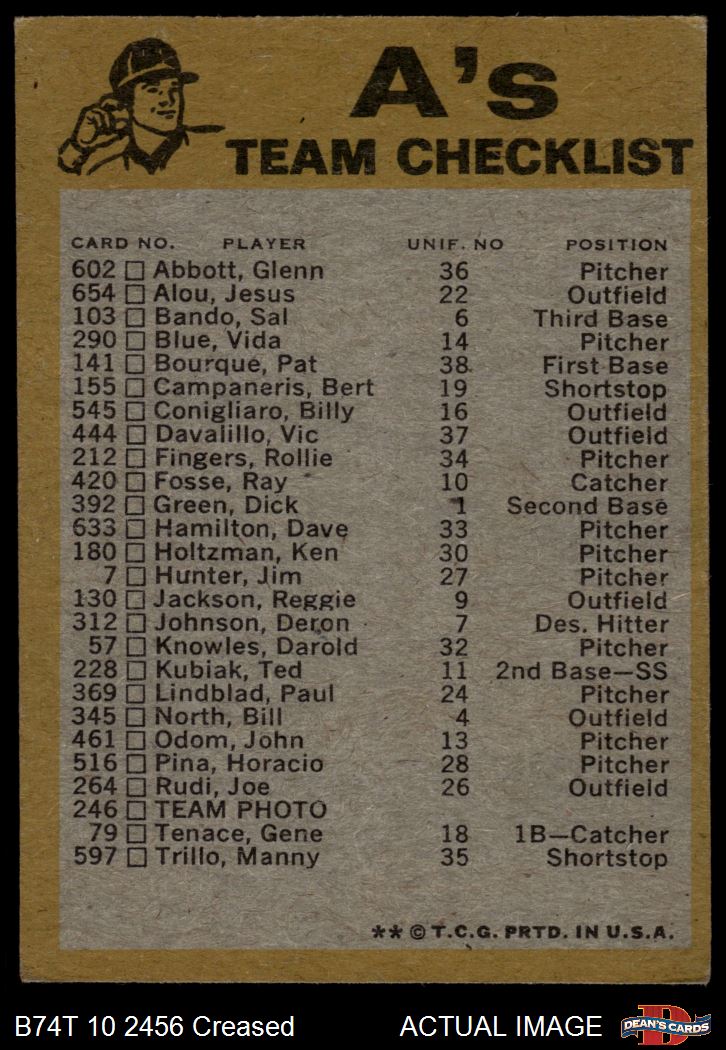 A's
TEAM CHECKLIST
CARD NO. PLAYER UNIF. NO POSITION
602 Abbott, Glenn 36 Pitcher
654 Alou, Jesus 22 Outfield
103 Bando, Sal 6 Third Base
290 Blue, Vida 14 Pitcher
141 Bourque, Pat 38 First Base
155 Campaneris, Bert 19 Shortstop
545 Conigliaro, Billy 16 Outfield
444 Davalillo, Vic 37 Outfield
212 Fingers, Rollie 34 Pitcher
420 Fosse, Ray 10 Catcher
392 Green, Dick 1 Second Base
633 Hamilton, Dave 33 Pitcher
180 Holtzman, Ken 30 Pitcher
7 Hunter, Jim 27 Pitcher
130 Jackson, Reggie 9 Outfield
312 Johnson, Deron 7 Des. Hitter
57 Knowles, Darold 32 Pitcher
228 Kubiak, Ted 11 2nd Base—SS
369 Lindblad, Paul 24 Pitcher
345 North, Bill 4 Outfield
461 Odom, John 13 Pitcher
516 Pina, Horacio 28 Pitcher
264 Rudi, Joe 26 Outfield
246 TEAM PHOTO
79 Tenace, Gene 18 1B—Catcher
597 Trillo, Manny 35 Shortstop
** © T.C.G. PRTD. IN U.S.A.
B74T 10 2456 Creased ACTUAL IMAGE
D
DEAN'S CARDS